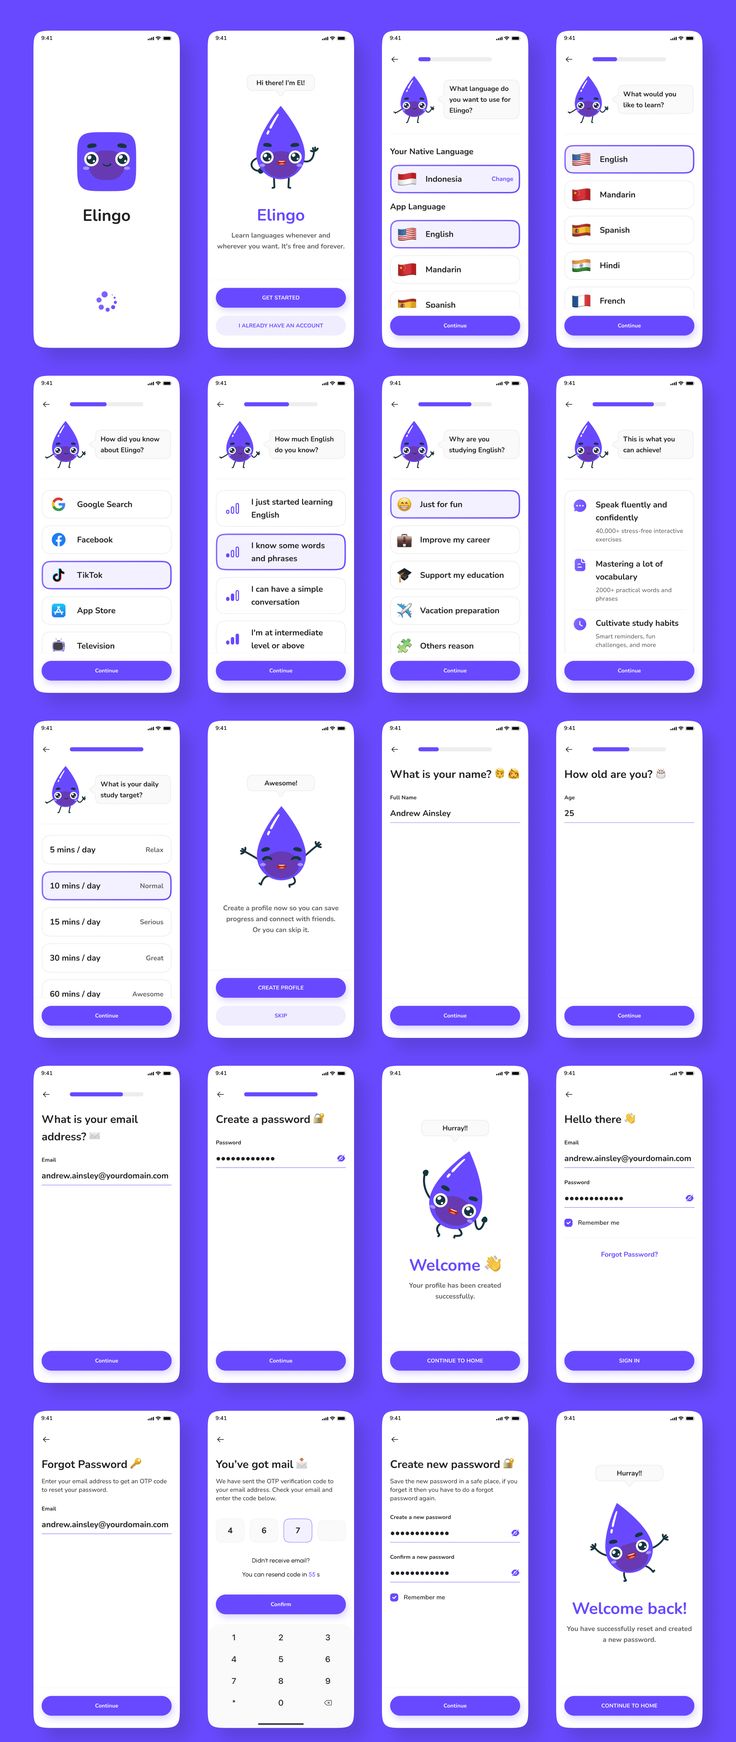 9:41
Elingo
9:41
Hi there! I'm El!
Elingo
Learn languages whenever and
wherever you want. It's free and forever.
GET STARTED
I ALREADY HAVE AN ACCOUNT
9:41
What language do
you want to use for
Elingo?
Your Native Language
Indonesia
Change
App Language
English
Mandarin
Spanish
Continue
9:41
What would you
like to learn?
English
Mandarin
Spanish
Hindi
French
Continue
9:41
How did you know
about Elingo?
Google Search
Facebook
TikTok
App Store
Television
Continue
9:41
How much English
do you know?
I just started learning
English
I know some words
and phrases
I can have a simple
conversation
I'm at intermediate
level or above
Continue
9:41
Why are you
studying English?
Just for fun
Improve my career
Support my education
Vacation preparation
Others reason
Continue
9:41
This is what you
can achieve!
Speak fluently and
confidently
40,000+ stress-free interactive
exercises
Mastering a lot of
vocabulary
2000+ practical words and
phrases
Cultivate study habits
Smart reminders, fun
challenges, and more
Continue
9:41
What is your daily
study target?
5 mins / day
Relax
10 mins / day
Normal
15 mins / day
Serious
30 mins / day
Great
60 mins / day
Awesome
Continue
9:41
Awesome!
Create a profile now so you can save
progress and connect with friends.
Or you can skip it.
CREATE PROFILE
SKIP
9:41
What is your name?
Full Name
Andrew Ainsley
Continue
9:41
How old are you?
Age
25
Continue
9:41
What is your email
address?
Email
andrew.ainsley@yourdomain.com
Continue
9:41
Create a password
Password
Continue
9:41
Hurray!!
Welcome
Your profile has been created
successfully.
CONTINUE TO HOME
9:41
Hello there
Email
andrew.ainsley@yourdomain.com
Password
Remember me
Forgot Password?
SIGN IN
9:41
Forgot Password
Enter your email address to get an OTP code
to reset your password.
Email
andrew.ainsley@yourdomain.com
Continue
9:41
You've got mail
We have sent the OTP verification code to
your email address. Check your email and
enter the code below.
4 6 7
Didn't receive email?
You can resend code in 55 s
Confirm
1 2 3
4 5 6
7 8 9
* 0
9:41
Create new password
Save the new password in a safe place, if you
forget it then you have to do a forgot
password again.
Create a new password
Confirm a new password
Remember me
Continue
9:41
Hurray!!
Welcome back!
You have successfully reset and created
a new password.
CONTINUE TO HOME